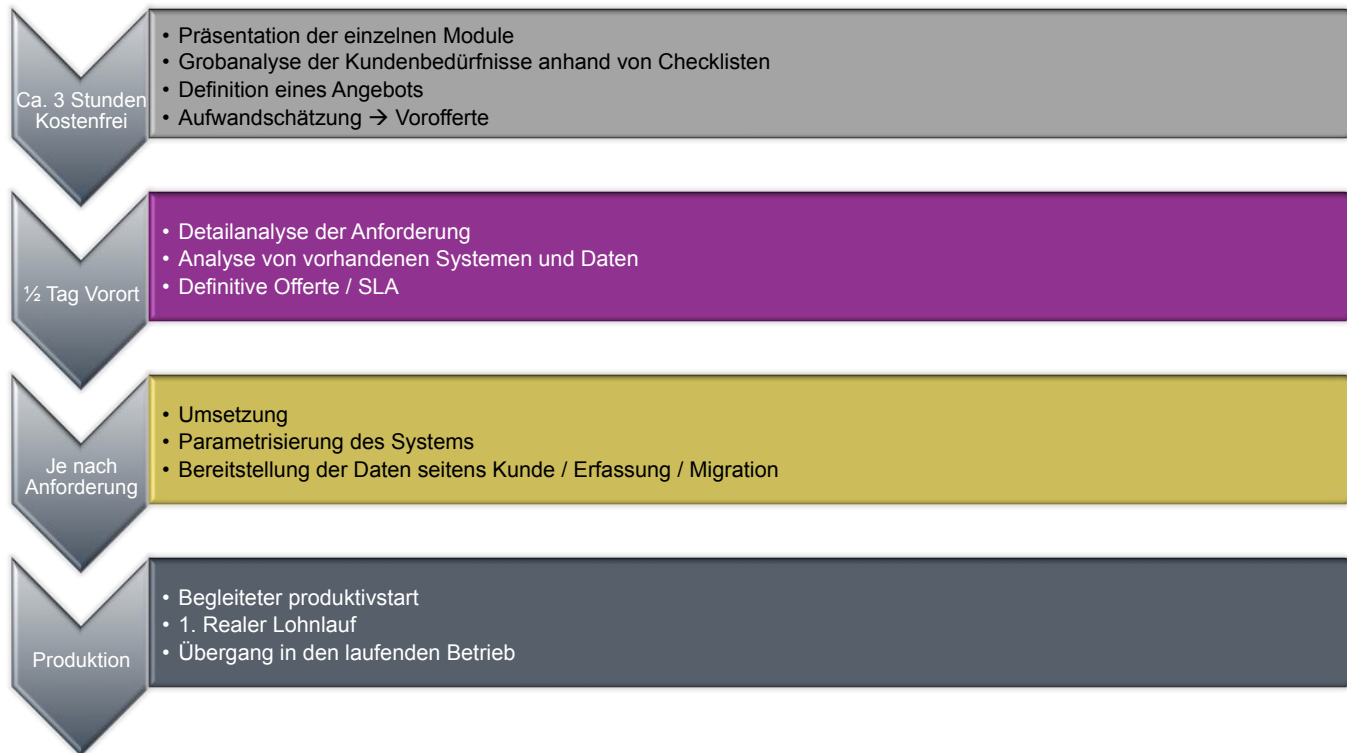 Ca. 3 Stunden
Kostenfrei
• Präsentation der einzelnen Module
• Grobanalyse der Kundenbedürfnisse anhand von Checklisten
• Definition eines Angebots
• Aufwandschätzung → Vorofferte
½ Tag Vorort
• Detailanalyse der Anforderung
• Analyse von vorhandenen Systemen und Daten
• Definitive Offerte / SLA
Je nach
Anforderung
• Umsetzung
• Parametrisierung des Systems
• Bereitstellung der Daten seitens Kunde / Erfassung / Migration
Produktion
• Begleiteter produktivstart
• 1. Realer Lohnlauf
• Übergang in den laufenden Betrieb